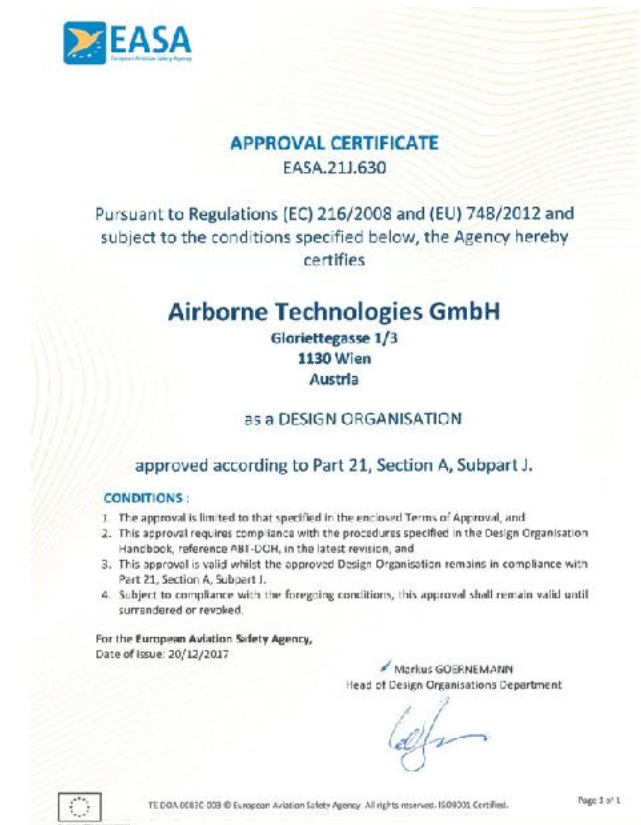 EASA
European Aviation Safety Agency
APPROVAL CERTIFICATE
EASA.21J.630
Pursuant to Regulations (EC) 216/2008 and (EU) 748/2012 and
subject to the conditions specified below, the Agency hereby
certifies
Airborne Technologies GmbH
Gloriettegasse 1/3
1130 Wien
Austria
as a DESIGN ORGANISATION
approved according to Part 21, Section A, Subpart J.
CONDITIONS :
1. The approval is limited to that specified in the enclosed Terms of Approval, and
2. This approval requires compliance with the procedures specified in the Design Organisation
Handbook, reference ABT-DOH, in the latest revision, and
3. This approval is valid whilst the approved Design Organisation remains in compliance with
Part 21, Section A, Subpart J.
4. Subject to compliance with the foregoing conditions, this approval shall remain valid until
surrendered or revoked.
For the European Aviation Safety Agency,
Date of issue: 20/12/2017
Markus GOERNEMANN
Head of Design Organisations Department
TE.DOA.00830-003 © European Aviation Safety Agency. All rights reserved. ISO9001 Certified.
Page 1 of 1